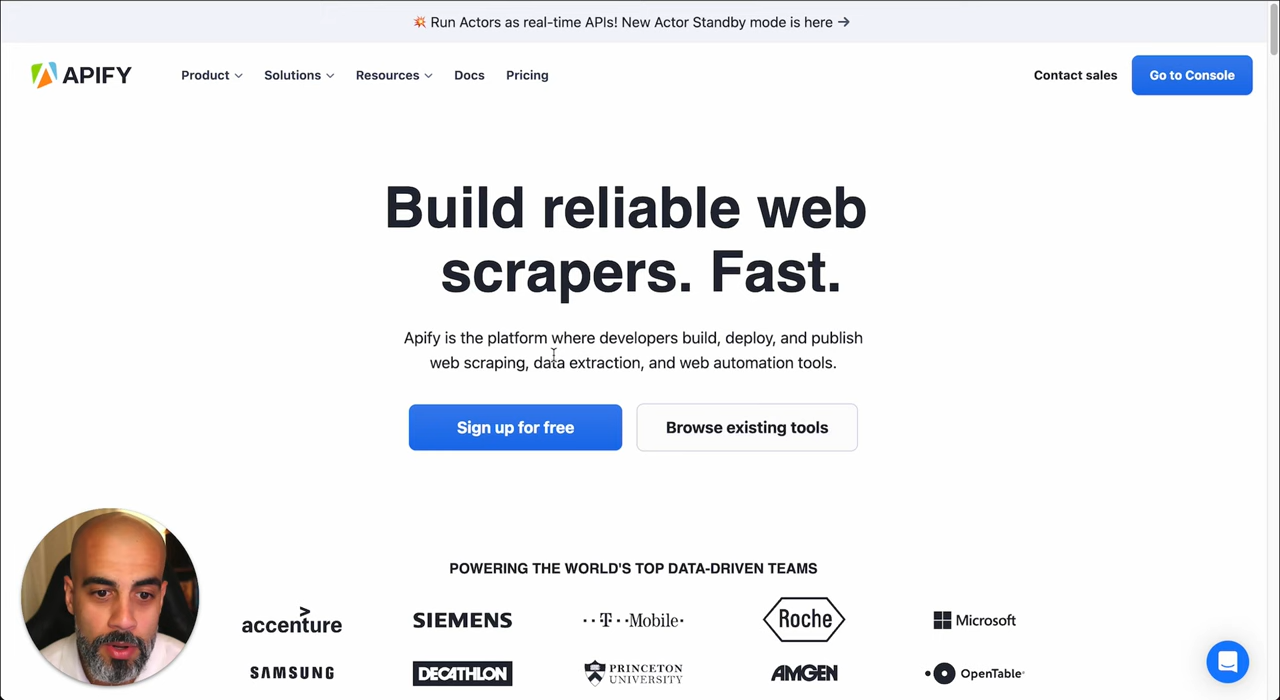 💥 Run Actors as real-time APIs! New Actor Standby mode is here →
APIFY
Product
Solutions
Resources
Docs
Pricing
Contact sales
Go to Console
Build reliable web
scrapers. Fast.
Apify is the platform where developers build, deploy, and publish
web scraping, data extraction, and web automation tools.
Sign up for free
Browse existing tools
POWERING THE WORLD'S TOP DATA-DRIVEN TEAMS
accenture
SIEMENS
T Mobile
Roche
Microsoft
SAMSUNG
DECATHLON
PRINCETON
UNIVERSITY
AMGEN
OpenTable